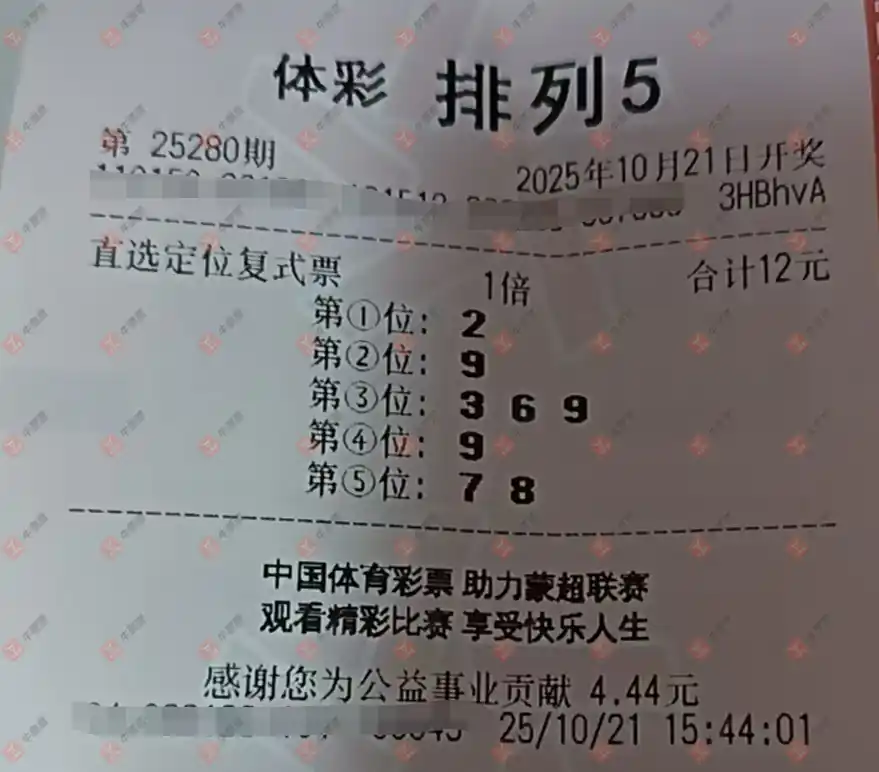 体彩 排列5
第 25280期
2025年10月21日开奖
3HBhvA
直选定位复式票 1倍 合计12元
第①位: 2
第②位: 9
第③位: 3 6 9
第④位: 9
第⑤位: 7 8
中国体育彩票 助力蒙超联赛
观看精彩比赛 享受快乐人生
感谢您为公益事业贡献 4.44元
25/10/21 15:44:01